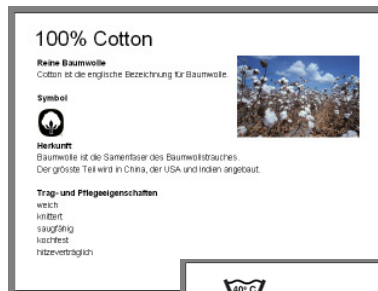 100% Cotton
Reine Baumwolle
Cotton ist die englische Bezeichnung für Baumwolle.
Symbol
Herkunft
Baumwolle ist die Samenfaser des Baumwollstrauches.
Der grösste Teil wird in China, der USA und Indien angebaut.
Trag- und Pflegeeigenschaften
weich
knittert
saugfähig
kochfest
hitzeverträglich
40° C